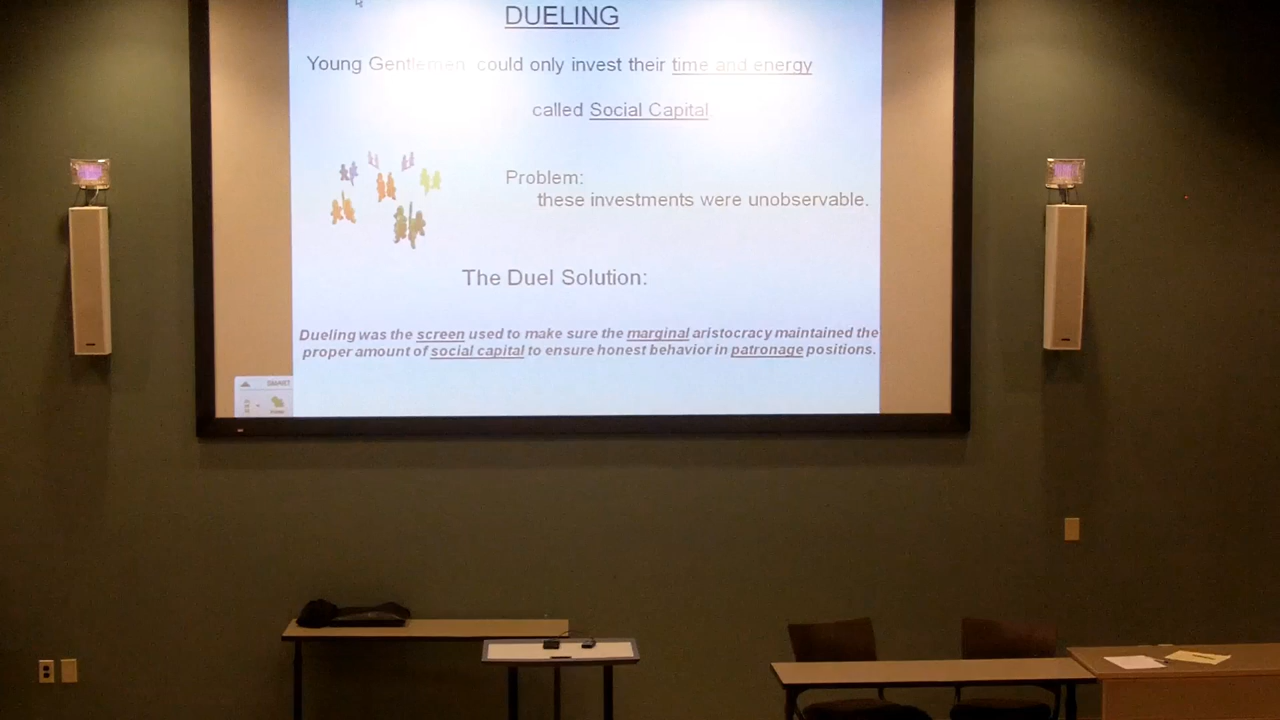 DUELING
Young Gentlemen could only invest their time and energy
called Social Capital
Problem:
these investments were unobservable.
The Duel Solution:
Dueling was the screen used to make sure the marginal aristocracy maintained the
proper amount of social capital to ensure honest behavior in patronage positions.
SMART